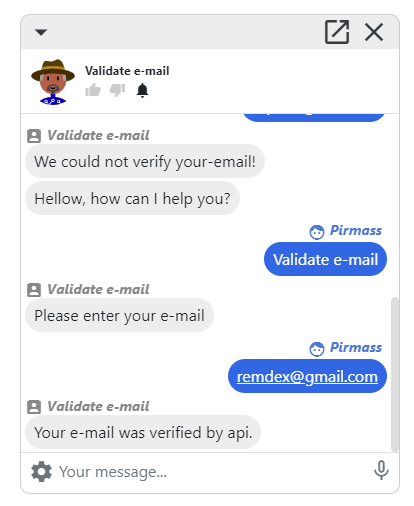 Validate e-mail
Validate e-mail
We could not verify your-email!
Hellow, how can I help you?
Pirmass
Validate e-mail
Validate e-mail
Please enter your e-mail
Pirmass
remdex@gmail.com
Validate e-mail
Your e-mail was verified by api.
Your message...